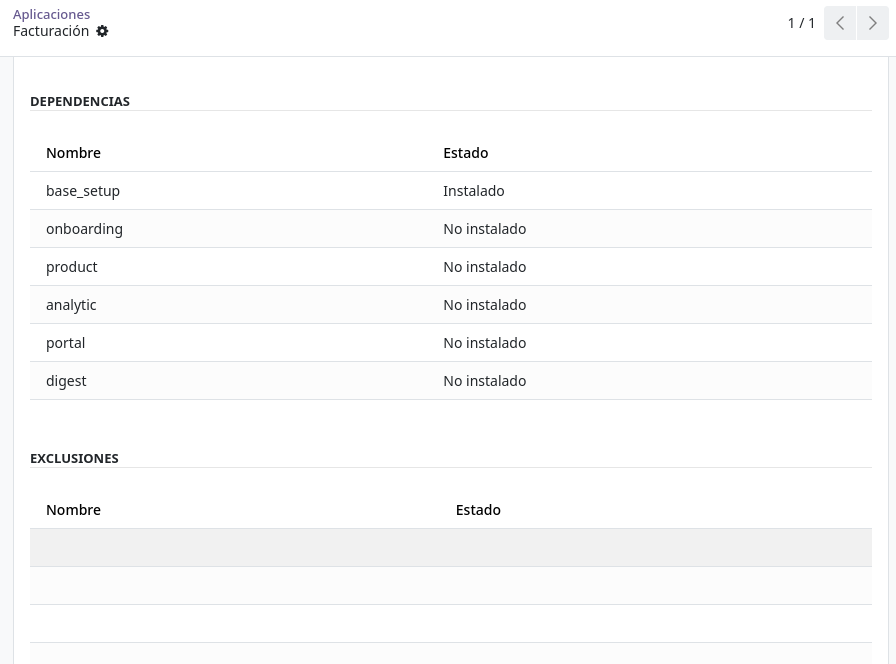 Aplicaciones
Facturación
1 / 1
DEPENDENCIAS
Nombre Estado
base_setup Instalado
onboarding No instalado
product No instalado
analytic No instalado
portal No instalado
digest No instalado
EXCLUSIONES
Nombre Estado